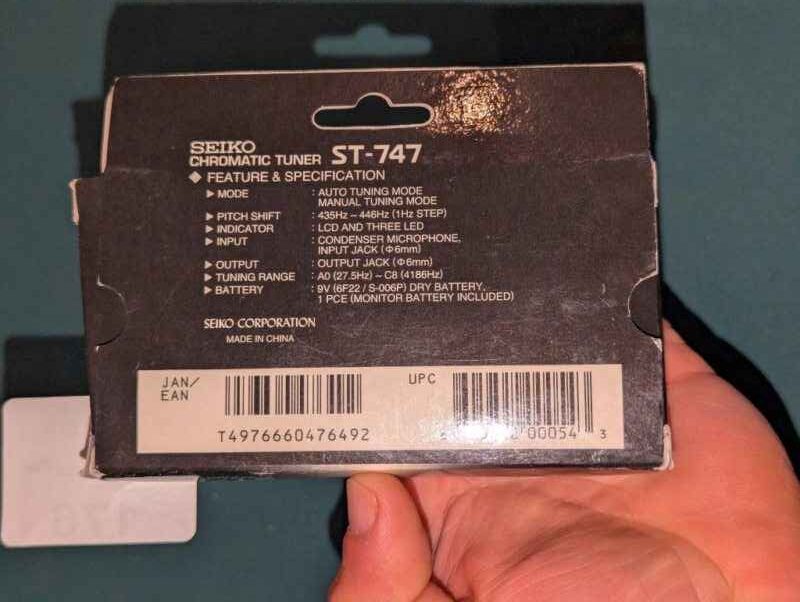 SEIKO
CHROMATIC TUNER ST-747
◆ FEATURE & SPECIFICATION
▶ MODE : AUTO TUNING MODE
MANUAL TUNING MODE
▶ PITCH SHIFT : 435Hz ~ 446Hz (1Hz STEP)
▶ INDICATOR : LCD AND THREE LED
▶ INPUT : CONDENSER MICROPHONE,
INPUT JACK (Φ6mm)
▶ OUTPUT : OUTPUT JACK (Φ6mm)
▶ TUNING RANGE : A0 (27.5Hz) ~ C8 (4186Hz)
▶ BATTERY : 9V (6F22 / S-006P) DRY BATTERY,
1 PCE (MONITOR BATTERY INCLUDED)
SEIKO CORPORATION
MADE IN CHINA
JAN/
EAN
UPC
T4976660476492
00054 3